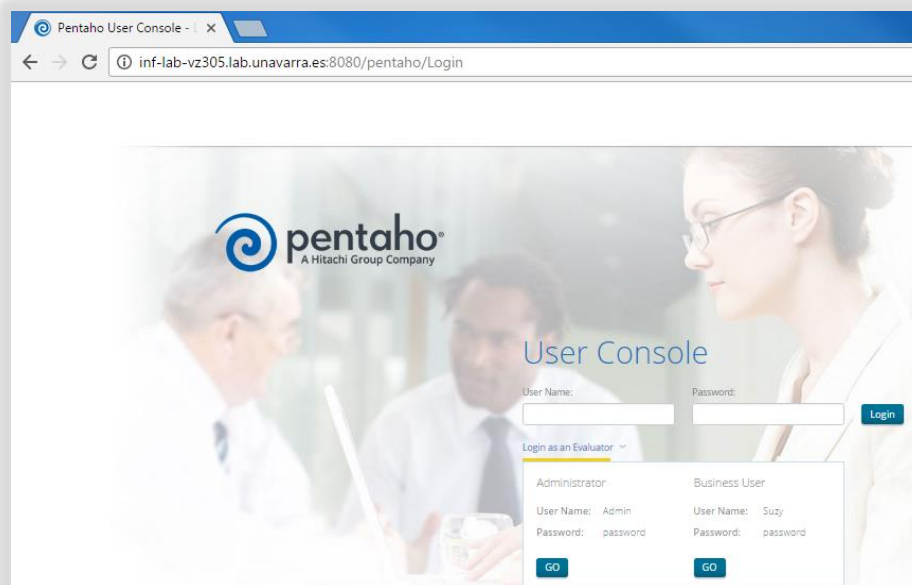 Pentaho User Console - L
inf-lab-vz305.lab.unavarra.es:8080/pentaho/Login
pentaho®
A Hitachi Group Company
User Console
User Name: Password:
Login
Login as an Evaluator
Administrator Business User
User Name: Admin User Name: Suzy
Password: password Password: password
GO GO